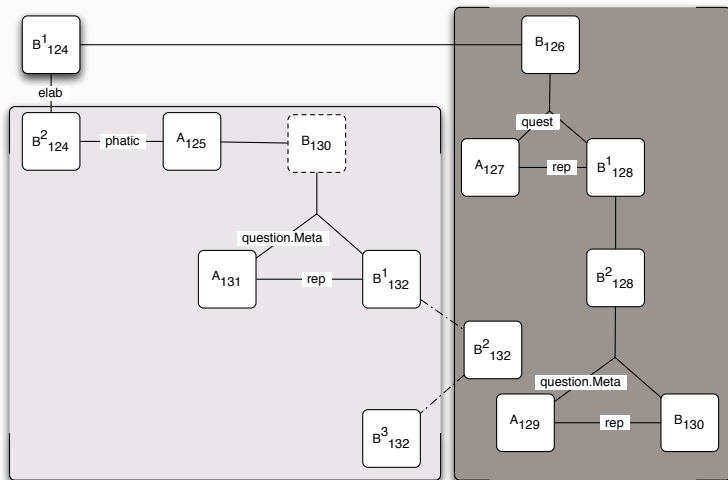 B¹124
B126
elab
quest
B²124
phatic
A125
B130
A127
rep
B¹128
question.Meta
A131
rep
B¹132
B²128
B²132
question.Meta
A129
rep
B130
B³132